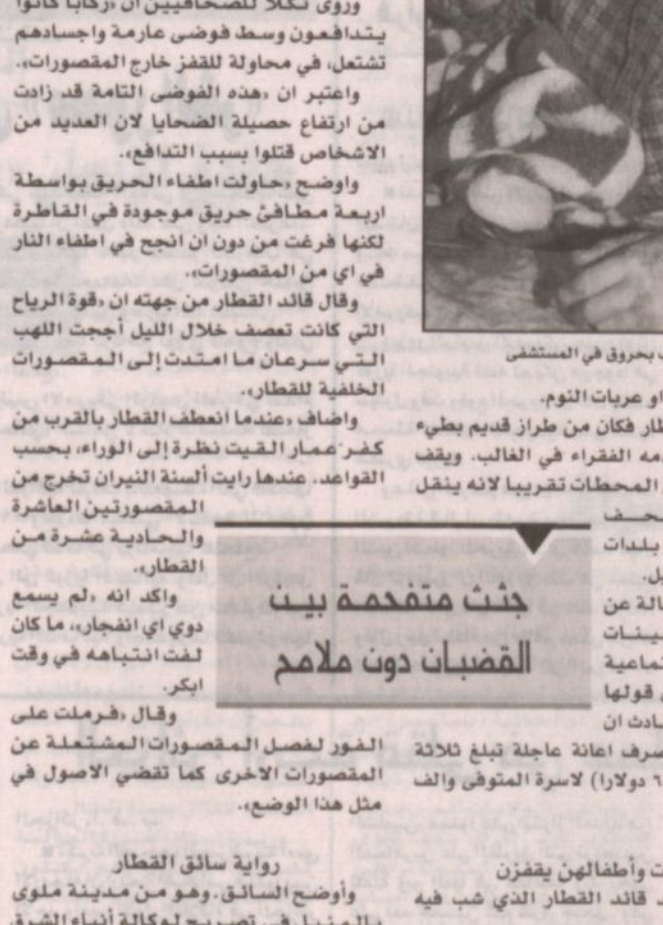 وروى نكلا للصحافيين ان «ركابا كانوا
يتدافعون وسط فوضى عارمة واجسادهم
تشتعل، في محاولة للقفز خارج المقصورات».
واعتبر ان «هذه الفوضى التامة قد زادت
من ارتفاع حصيلة الضحايا لان العديد من
الاشخاص قتلوا بسبب التدافع».
واوضح «حاولت اطفاء الحريق بواسطة
اربعة مطافئ حريق موجودة في القاطرة
لكنها فرغت من دون ان انجح في اطفاء النار
في اي من المقصورات».
وقال قائد القطار من جهته ان «قوة الرياح
التي كانت تعصف خلال الليل أججت اللهب
التي سرعان ما امتدت إلى المقصورات
الخلفية للقطار».
واضاف «عندما انعطف القطار بالقرب من
كفر عمار القيت نظرة إلى الوراء، بحسب
القواعد. عندها رايت ألسنة النيران تخرج من
المقصورتين العاشرة
والحادية عشرة من
القطار».
واكد انه «لم يسمع
دوي اي انفجار»، ما كان
لفت انتباهه في وقت
ابكر.
وقال «فرملت على
الفور لفصل المقصورات المشتعلة عن
المقصورات الاخرى كما تقضي الاصول في
مثل هذا الوضع».
رواية سائق القطار
وأوضح السائق.وهو من مدينة ملوى
بالمنيل في تصريح لوكالة أنباء الشرق
جثث متفحمة بين
القضبان دون ملامح
بحروق في المستشفى
او عربات النوم.
طار فكان من طراز قديم بطيء
دمه الفقراء في الغالب. ويقف
المحطات تقريبا لانه ينقل
بلدات
الة عن
ينات
تماعية
قولها
ادث ان
صرف اعانة عاجلة تبلغ ثلاثة
دولارا) لاسرة المتوفى والف
ت وأطفالهن يقفزن
د قائد القطار الذي شب فيه